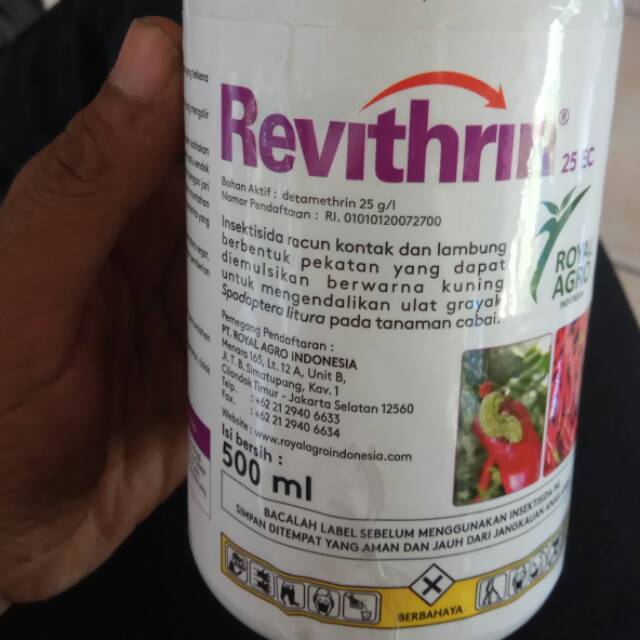 Revithrin®
25 EC
Bahan Aktif : detamethrin 25 g/l
Nomor Pendaftaran : RI. 01010120072700
Insektisida racun kontak dan lambung
berbentuk pekatan yang dapat
diemulsikan berwarna kuning
untuk mengendalikan ulat grayak
Spodoptera litura pada tanaman cabai.
ROYAL
AGRO
INDONESIA
Pemegang Pendaftaran :
PT. ROYAL AGRO INDONESIA
Menara 165, Lt. 12 A, Unit B,
Jl. T. B. Simatupang, Kav. 1
Cilandak Timur - Jakarta Selatan 12560
Telp. : +62 21 2940 6633
Fax. : +62 21 2940 6634
Website : www.royalagroindonesia.com
Isi bersih :
500 ml
BACALAH LABEL SEBELUM MENGGUNAKAN INSEKTISIDA INI
SIMPAN DITEMPAT YANG AMAN DAN JAUH DARI JANGKAUAN
BERBAHAYA